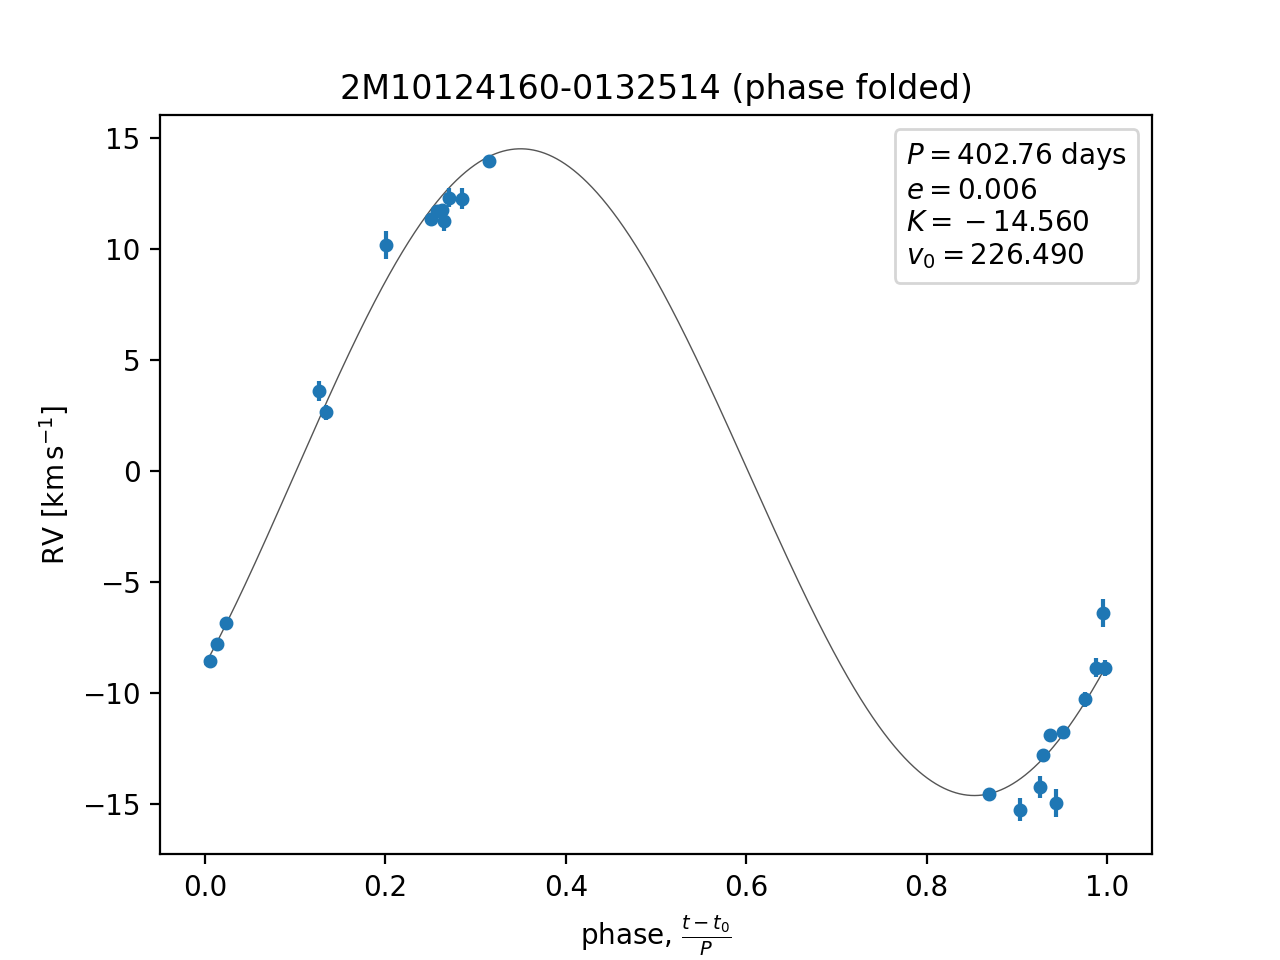 2M10124160-0132514 (phase folded)
P = 402.76 days
e = 0.006
K = −14.560
v₀ = 226.490
RV [km s⁻¹]
15
10
5
0
−5
−10
−15
0.0 0.2 0.4 0.6 0.8 1.0
phase, (t − t₀)/P